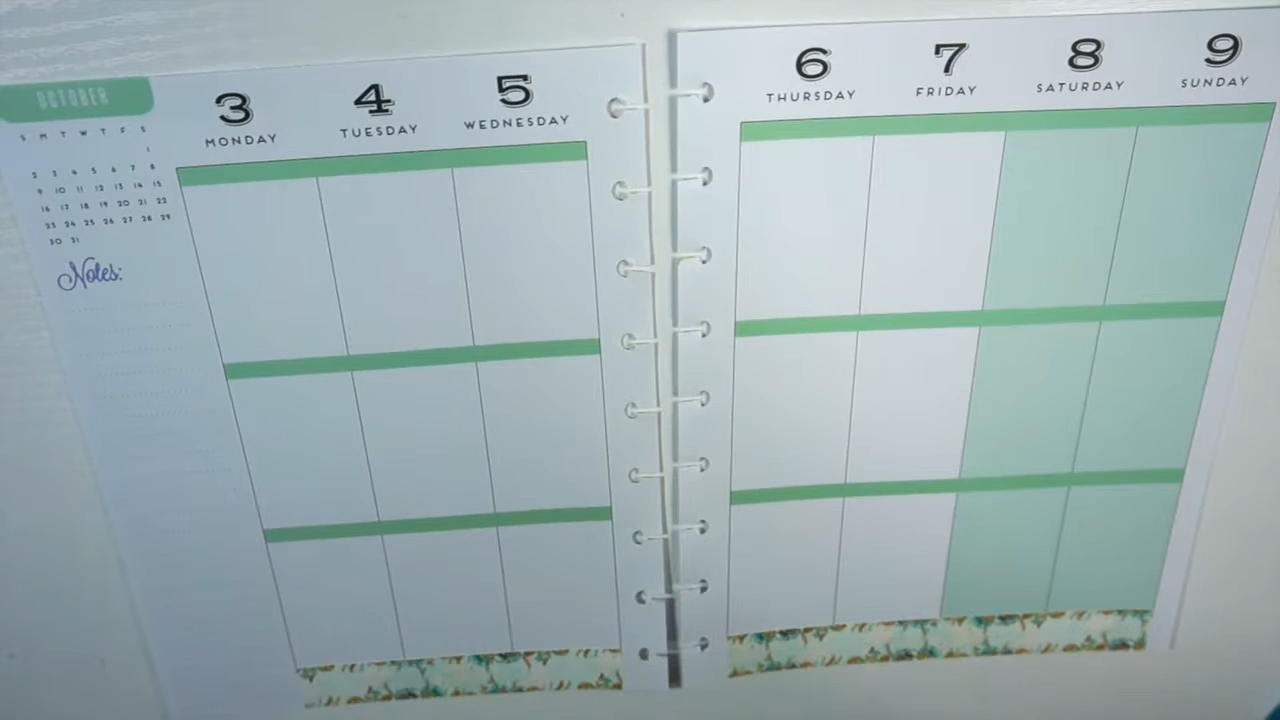 OCTOBER
S M T W T F S
1
2 3 4 5 6 7 8
9 10 11 12 13 14 15
16 17 18 19 20 21 22
23 24 25 26 27 28 29
30 31
Notes:
3
MONDAY
4
TUESDAY
5
WEDNESDAY
6
THURSDAY
7
FRIDAY
8
SATURDAY
9
SUNDAY